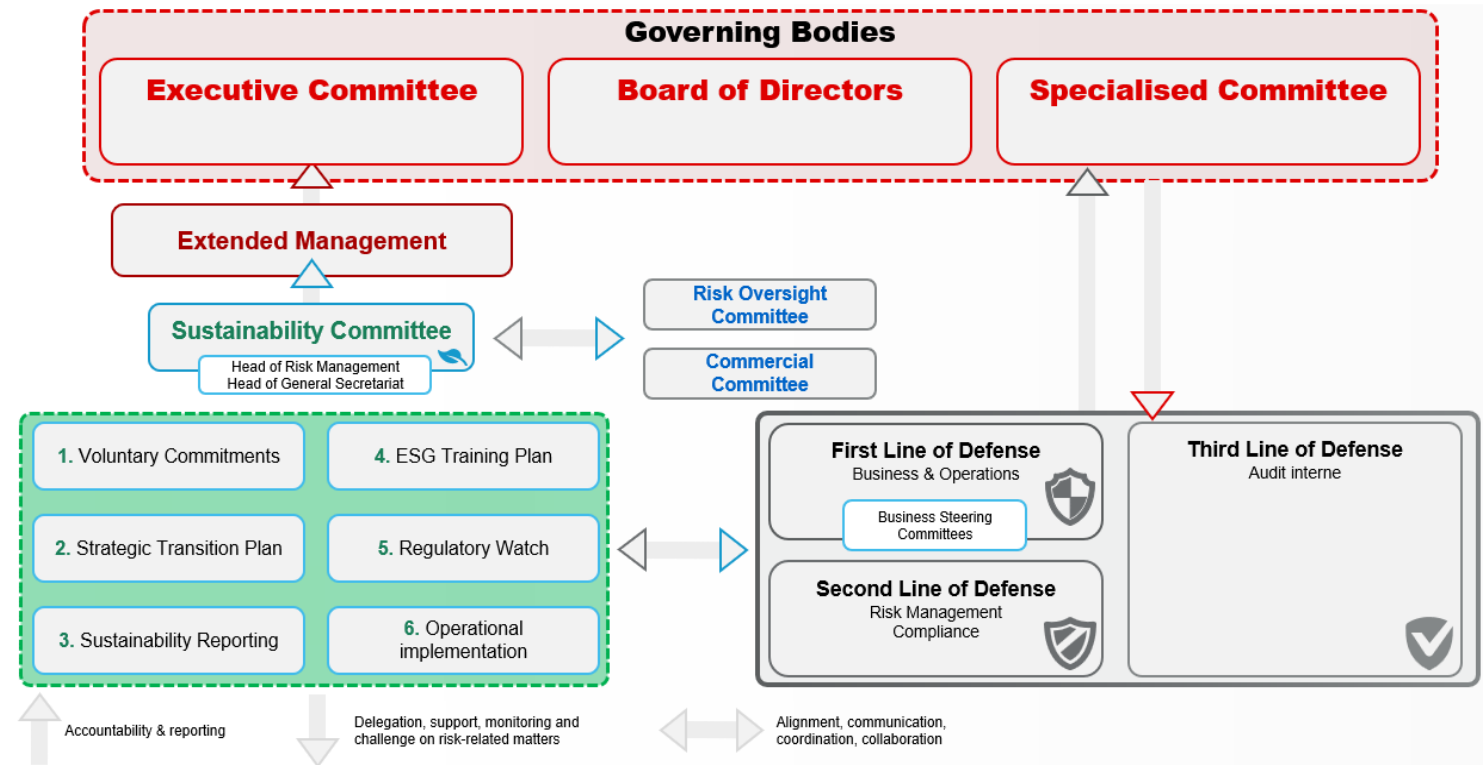 Governing Bodies
Executive Committee
Board of Directors
Specialised Committee
Extended Management
Sustainability Committee
Head of Risk Management
Head of General Secretariat
Risk Oversight
Committee
Commercial
Committee
1. Voluntary Commitments
4. ESG Training Plan
2. Strategic Transition Plan
5. Regulatory Watch
3. Sustainability Reporting
6. Operational
implementation
First Line of Defense
Business & Operations
Business Steering
Committees
Second Line of Defense
Risk Management
Compliance
Third Line of Defense
Audit interne
Accountability & reporting
Delegation, support, monitoring and
challenge on risk-related matters
Alignment, communication,
coordination, collaboration